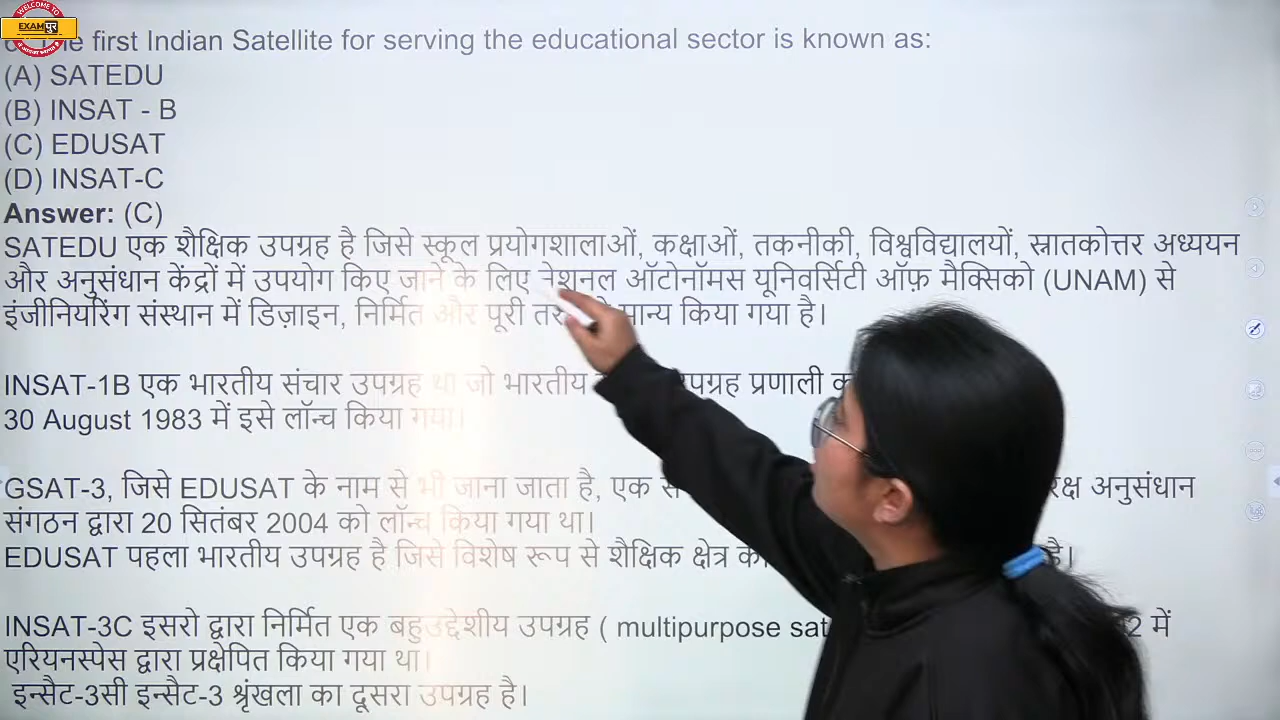 WELCOME TO
EXAM पुर
first Indian Satellite for serving the educational sector is known as:
(A) SATEDU
(B) INSAT - B
(C) EDUSAT
(D) INSAT-C
Answer: (C)
SATEDU एक शैक्षिक उपग्रह है जिसे स्कूल प्रयोगशालाओं, कक्षाओं, तकनीकी, विश्वविद्यालयों, स्नातकोत्तर अध्ययन
और अनुसंधान केंद्रों में उपयोग किए जाने के लिए नेशनल ऑटोनॉमस यूनिवर्सिटी ऑफ़ मैक्सिको (UNAM) से
इंजीनियरिंग संस्थान में डिज़ाइन, निर्मित और पूरी मान्य किया गया है।
INSAT-1B एक भारतीय संचार उपग्रह था जो भारतीय उपग्रह प्रणाली
30 August 1983 में इसे लॉन्च किया गया।
GSAT-3, जिसे EDUSAT के नाम से भी जाना जाता है, एक अनुसंधान
संगठन द्वारा 20 सितंबर 2004 को लॉन्च किया गया था।
EDUSAT पहला भारतीय उपग्रह है जिसे विशेष रूप से शैक्षिक क्षेत्र है।
INSAT-3C इसरो द्वारा निर्मित एक बहुउद्देशीय उपग्रह ( multipurpose में
एरियनस्पेस द्वारा प्रक्षेपित किया गया था।
इन्सैट-3सी इन्सैट-3 श्रृंखला का दूसरा उपग्रह है।